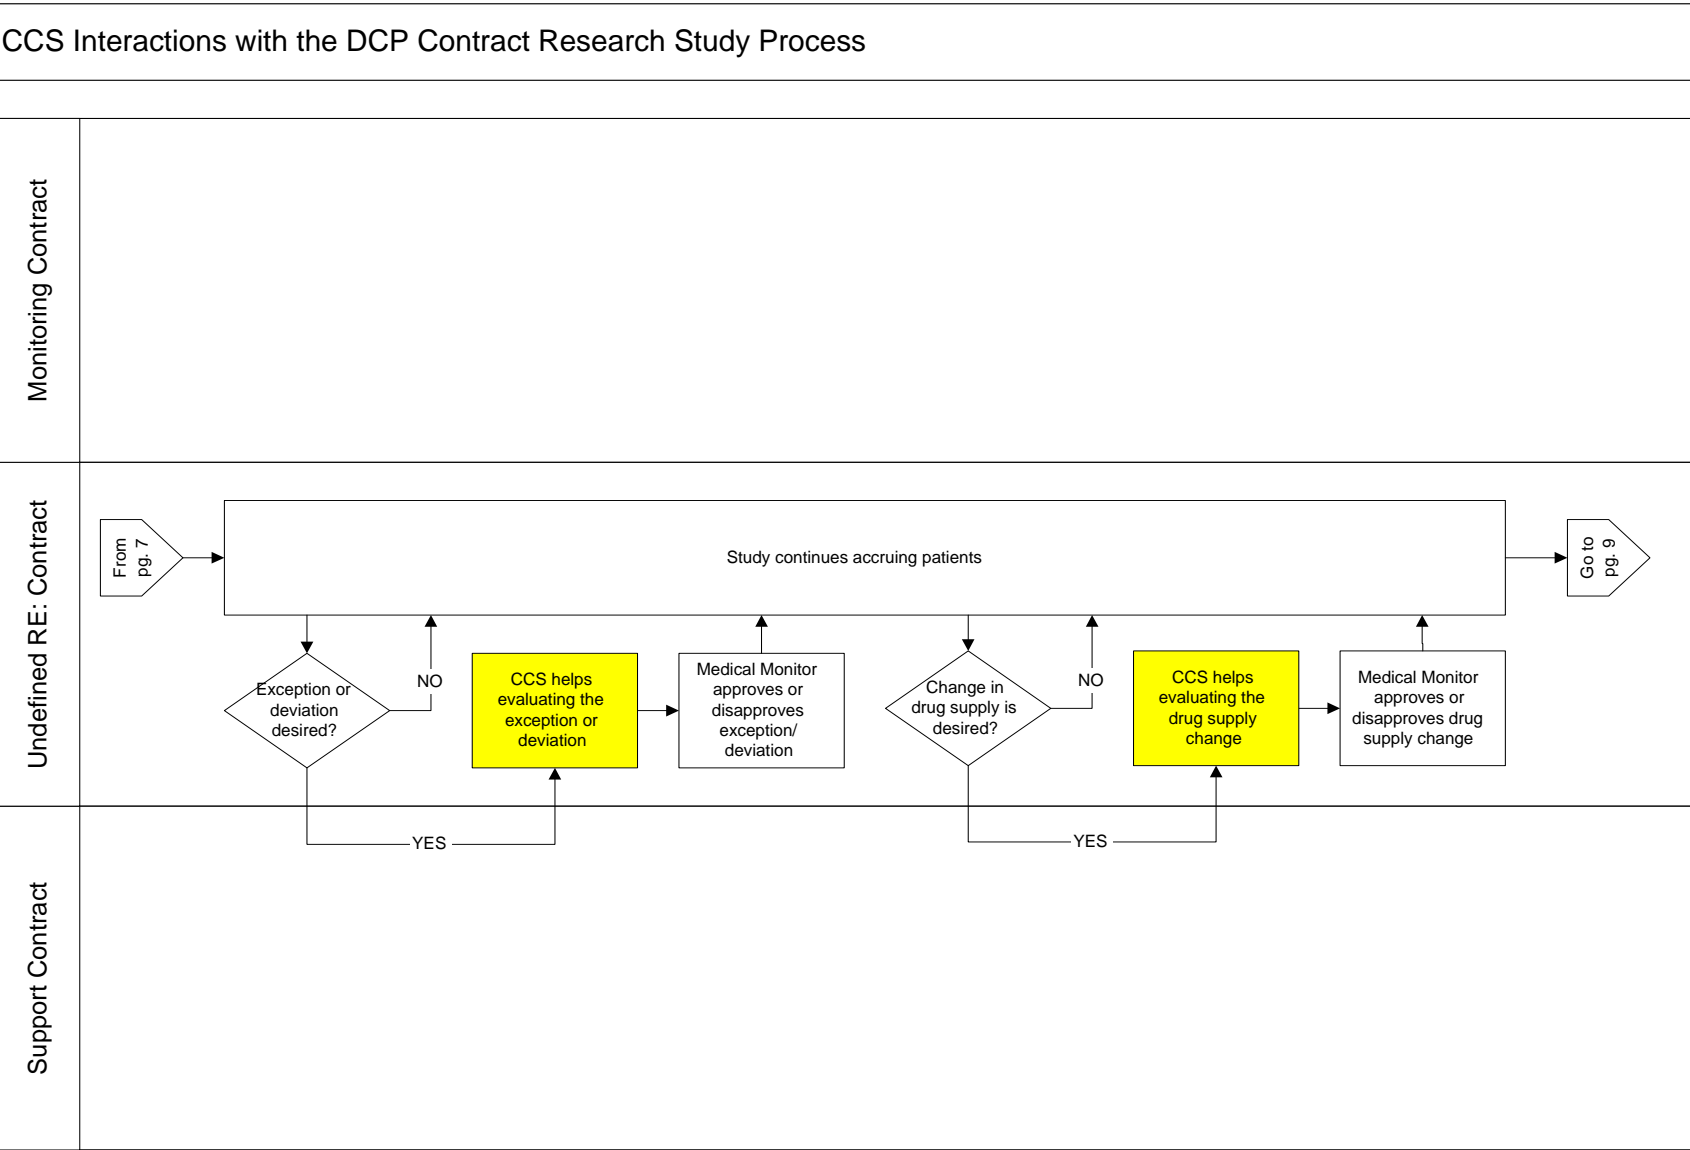 CCS Interactions with the DCP Contract Research Study Process
Monitoring Contract
Undefined RE: Contract
From
pg. 7
Study continues accruing patients
Go to
pg. 9
Exception or
deviation
desired?
NO
CCS helps
evaluating the
exception or
deviation
Medical Monitor
approves or
disapproves
exception/
deviation
Change in
drug supply is
desired?
NO
CCS helps
evaluating the
drug supply
change
Medical Monitor
approves or
disapproves drug
supply change
YES
YES
Support Contract